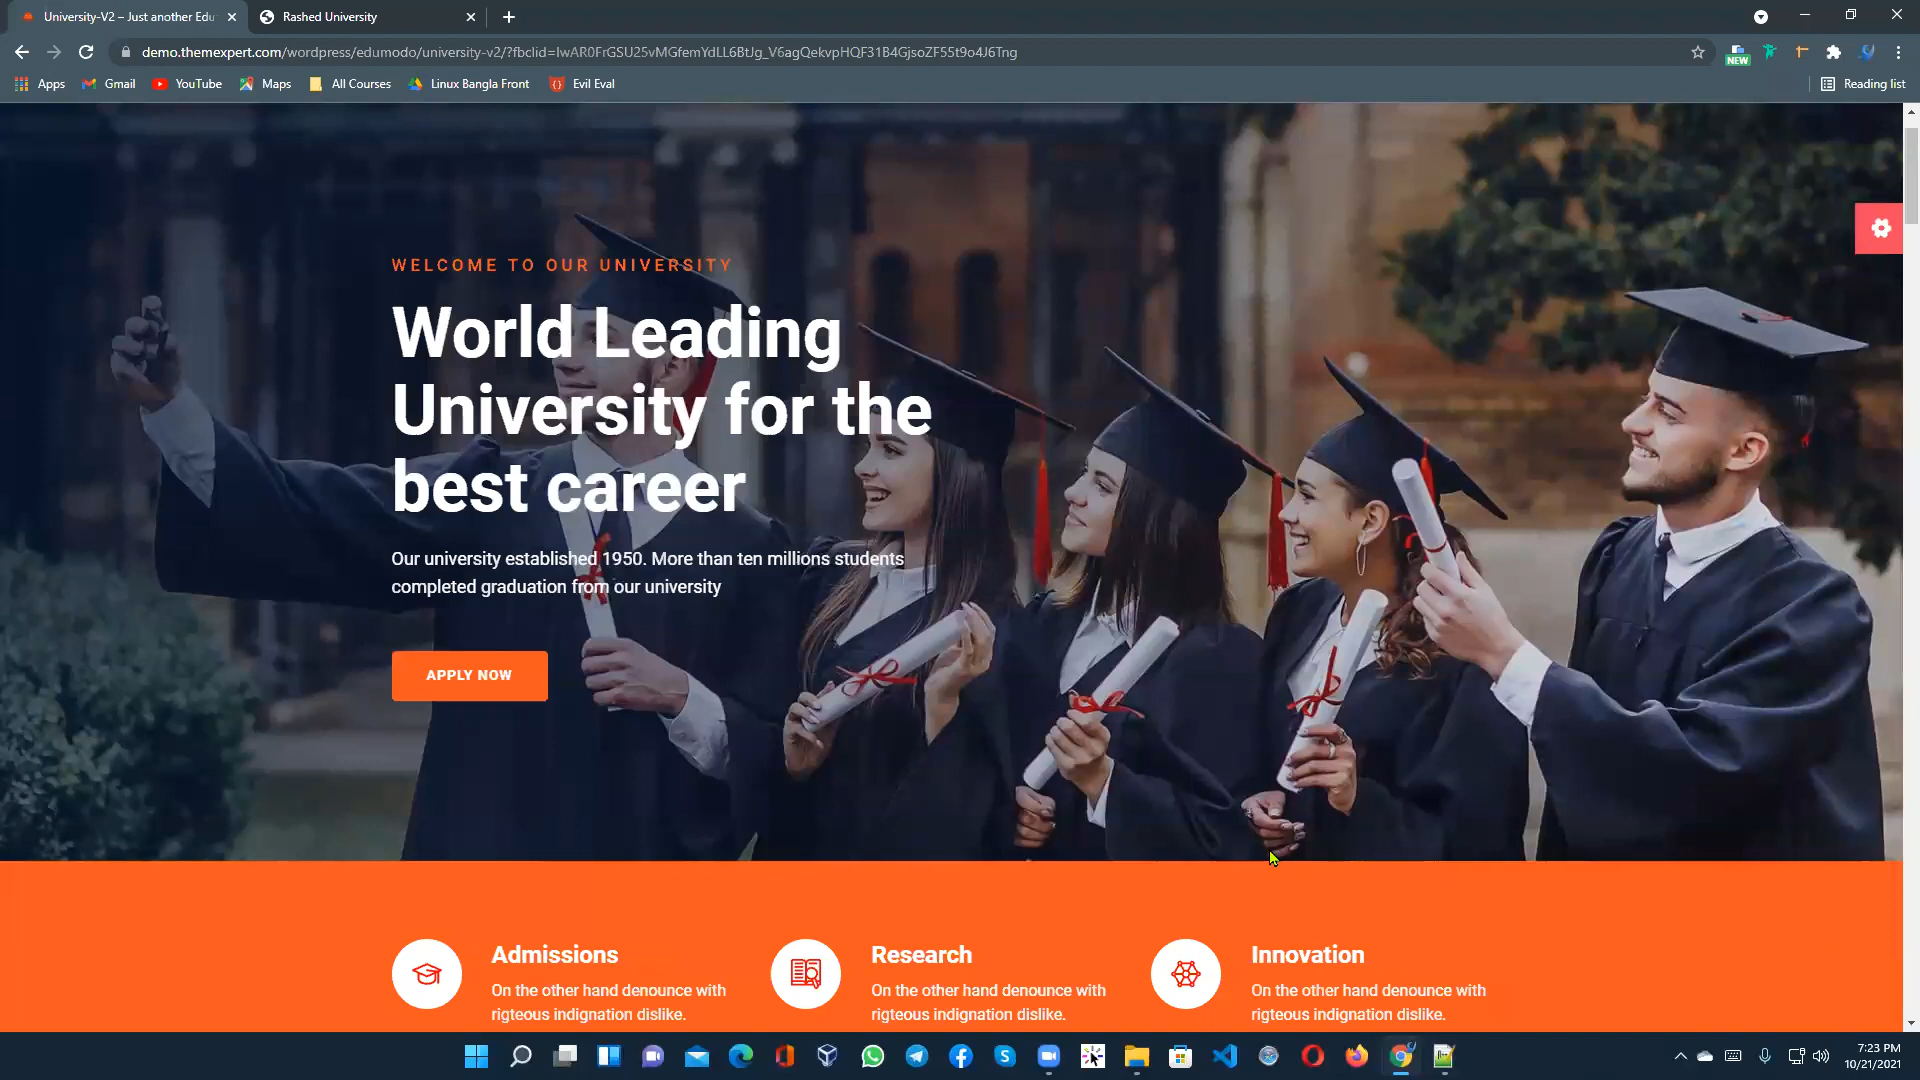 University-V2 – Just another Edu
Rashed University
demo.themexpert.com/wordpress/edumodo/university-v2/?fbclid=IwAR0FrGSU25vMGfemYdLL6BtJg_V6agQekvpHQF31B4GjsoZF55t9o4J6Tng
NEW
Apps
Gmail
YouTube
Maps
All Courses
Linux Bangla Front
Evil Eval
Reading list
WELCOME TO OUR UNIVERSITY
World Leading
University for the
best career
Our university established 1950. More than ten millions students
completed graduation from our university
APPLY NOW
Admissions
On the other hand denounce with
rigteous indignation dislike.
Research
On the other hand denounce with
rigteous indignation dislike.
Innovation
On the other hand denounce with
rigteous indignation dislike.
7:23 PM
10/21/2021